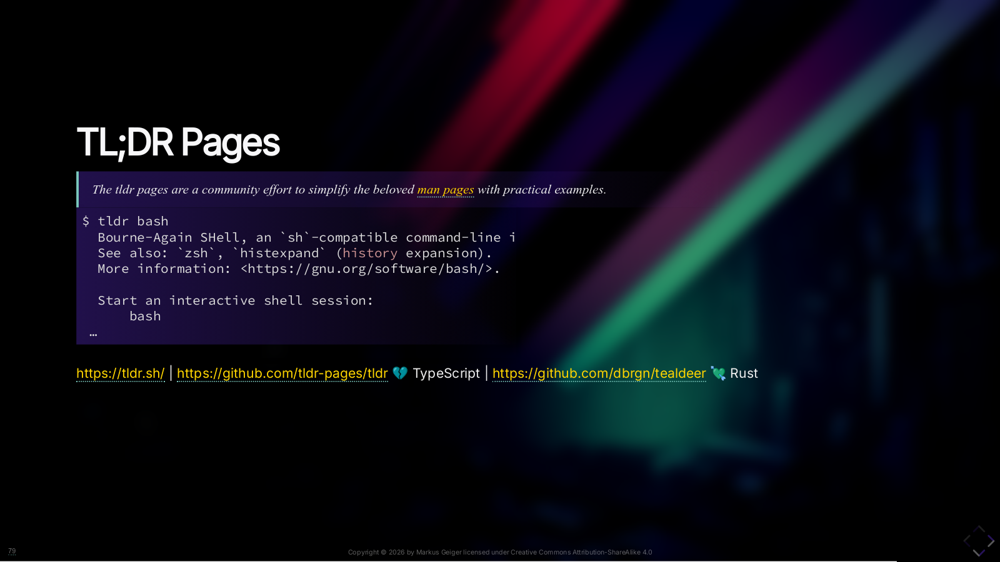 TL;DR Pages
The tldr pages are a community effort to simplify the beloved man pages with practical examples.
$ tldr bash
Bourne-Again SHell, an `sh`-compatible command-line i
See also: `zsh`, `histexpand` (history expansion).
More information: <https://gnu.org/software/bash/>.
Start an interactive shell session:
bash
…
https://tldr.sh/ | https://github.com/tldr-pages/tldr 💔 TypeScript | https://github.com/dbrgn/tealdeer 💘 Rust
79
Copyright © 2026 by Markus Geiger licensed under Creative Commons Attribution-ShareAlike 4.0